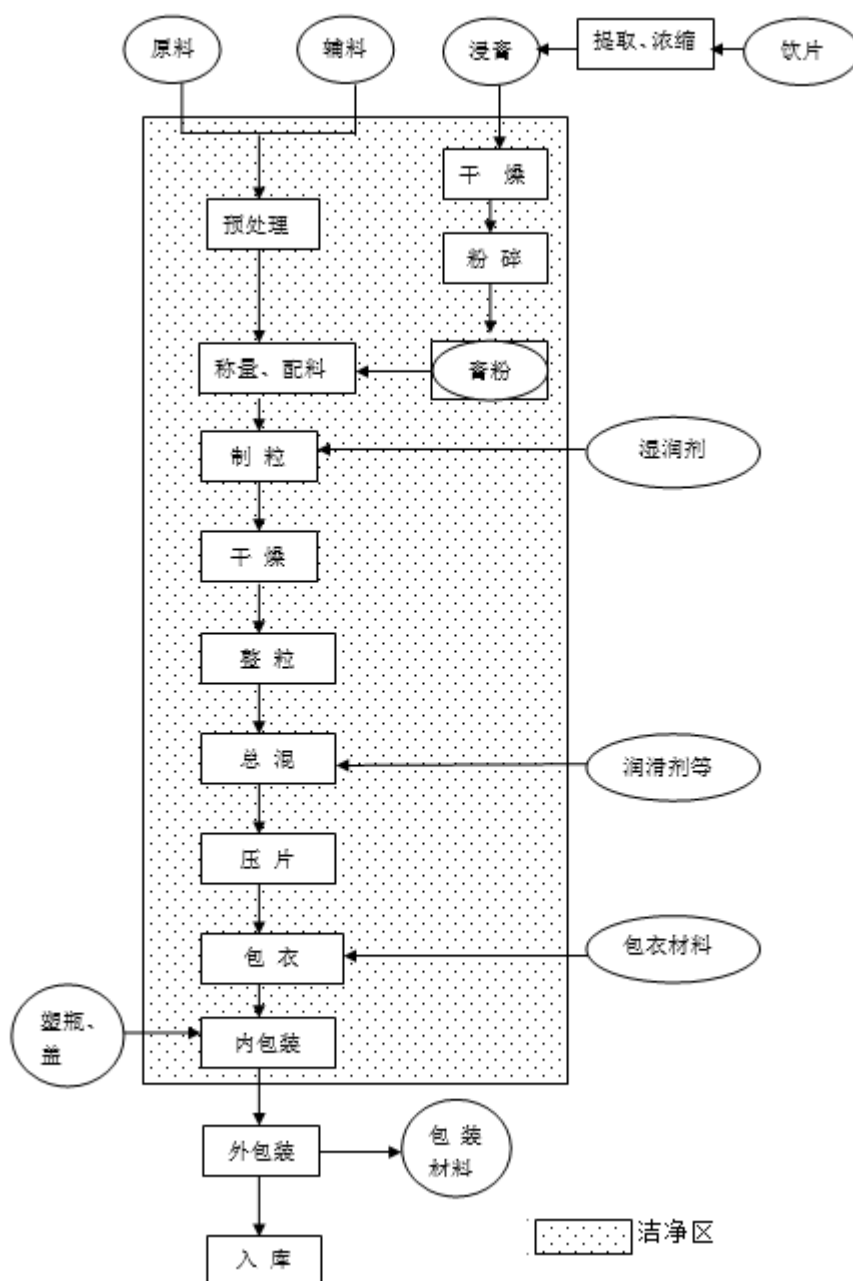 原料
辅料
浸膏
提取、浓缩
饮片
干 燥
预处理
粉 碎
称量、配料
膏粉
制 粒
湿润剂
干 燥
整 粒
总 混
润滑剂等
压 片
包 衣
包衣材料
塑瓶、
盖
内包装
外包装
包 装
材料
入 库
洁净区